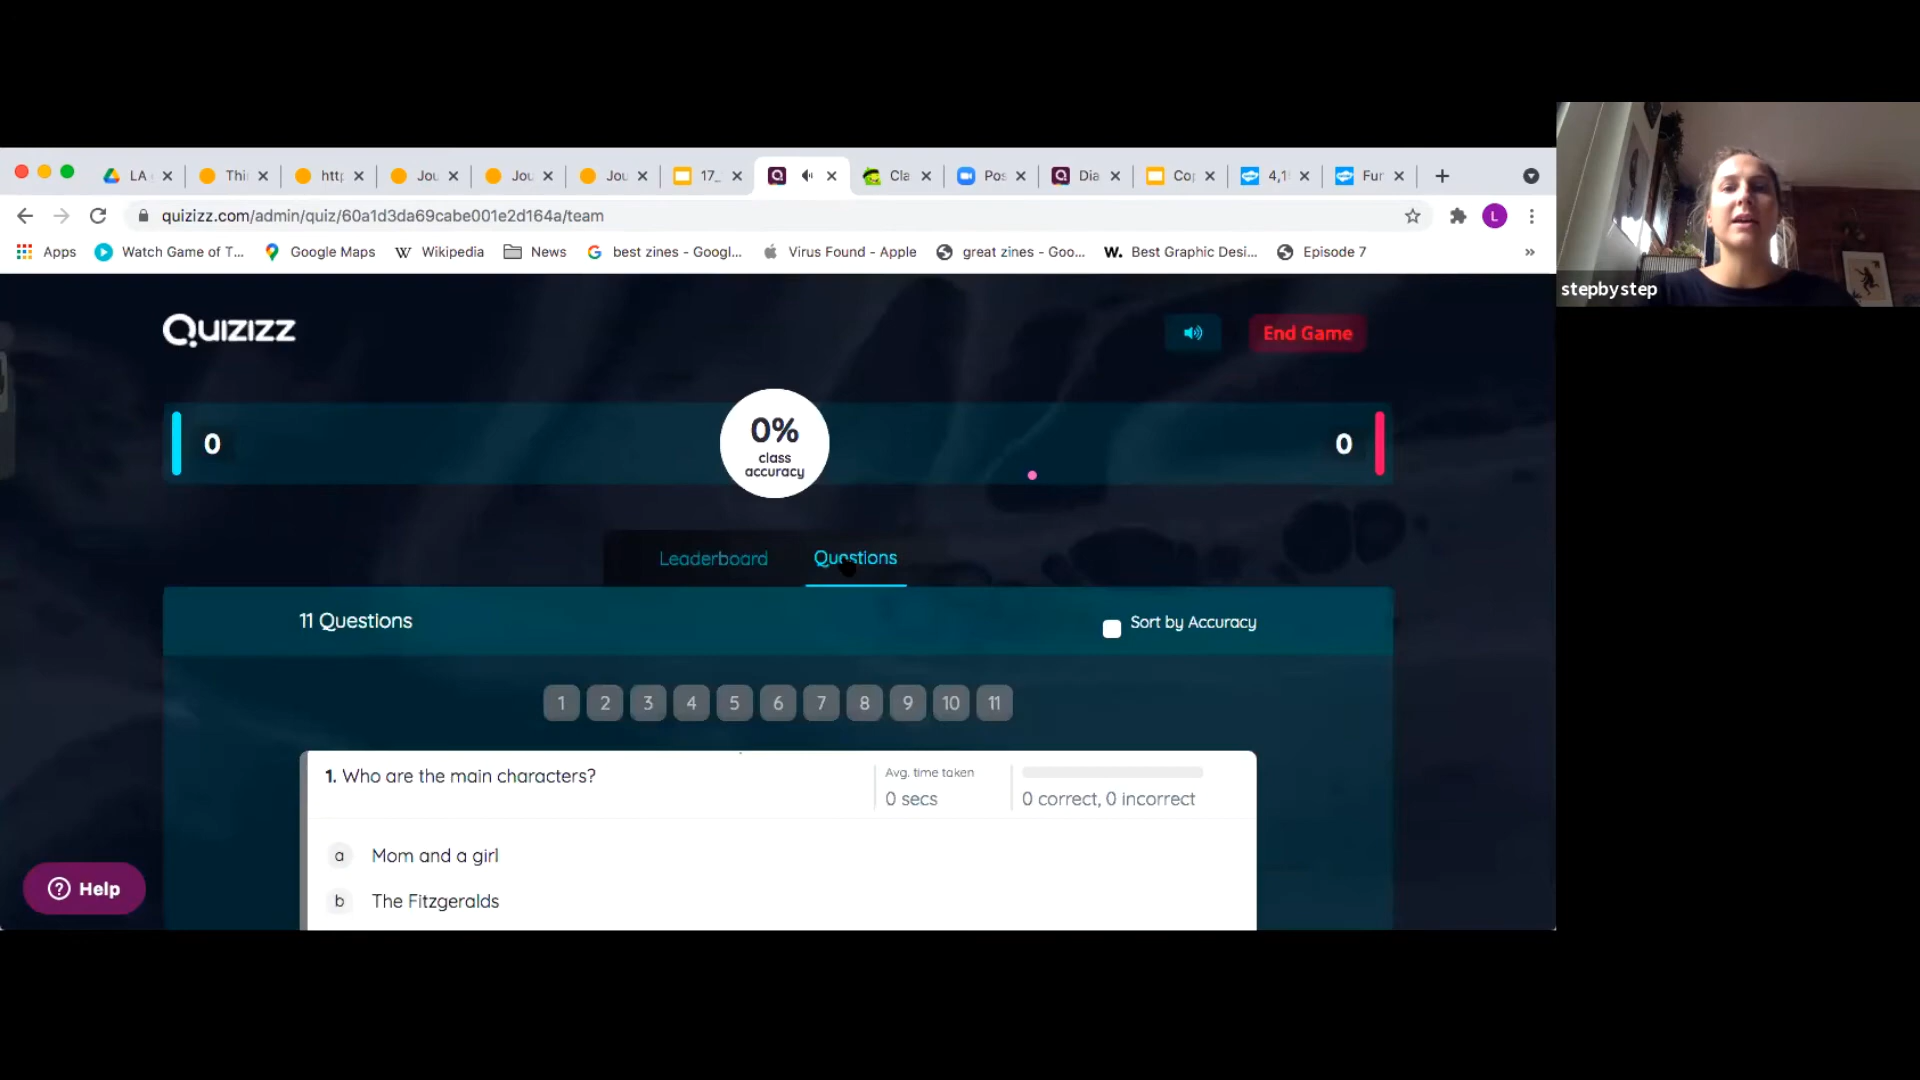 LA
Thi
http
Jou
Jou
Jou
17_
Cla
Pos
Dia
Cop
4,1
Fur
quizizz.com/admin/quiz/60a1d3da69cabe001e2d164a/team
L
Apps
Watch Game of T...
Google Maps
Wikipedia
News
best zines - Googl...
Virus Found - Apple
great zines - Goo...
W. Best Graphic Desi...
Episode 7
»
stepbystep
Quizizz
End Game
0
0%
class
accuracy
0
Leaderboard
Questions
11 Questions
Sort by Accuracy
1 2 3 4 5 6 7 8 9 10 11
1. Who are the main characters?
Avg. time taken
0 secs
0 correct, 0 incorrect
a Mom and a girl
b The Fitzgeralds
? Help